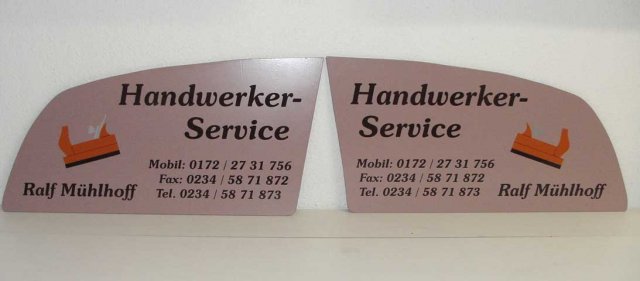 Handwerker-
Service
Mobil: 0172 / 27 31 756
Fax: 0234 / 58 71 872
Tel. 0234 / 58 71 873
Ralf Mühlhoff
Handwerker-
Service
Mobil: 0172 / 27 31 756
Fax: 0234 / 58 71 872
Tel. 0234 / 58 71 873
Ralf Mühlhoff